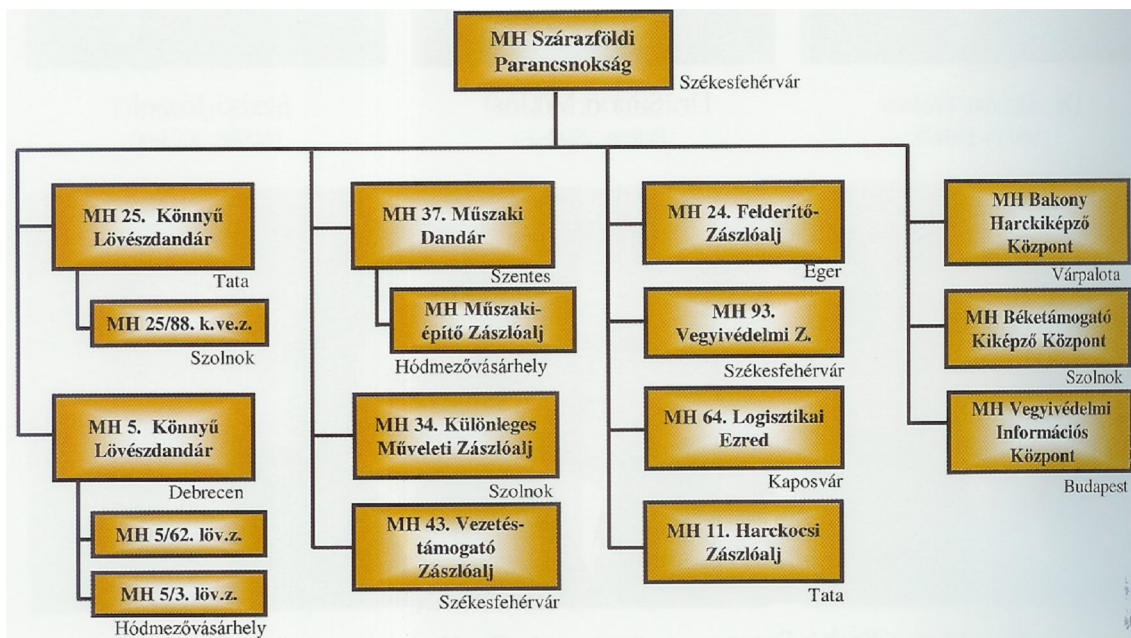 MH Szárazföldi
Parancsnokság
Székesfehérvár
MH 25. Könnyű
Lövészdandár
Tata
MH 25/88. k.ve.z.
Szolnok
MH 5. Könnyű
Lövészdandár
Debrecen
MH 5/62. löv.z.
MH 5/3. löv.z.
Hódmezővásárhely
MH 37. Műszaki
Dandár
Szentes
MH Műszaki-
építő Zászlóalj
Hódmezővásárhely
MH 34. Különleges
Műveleti Zászlóalj
Szolnok
MH 43. Vezetés-
támogató
Zászlóalj
Székesfehérvár
MH 24. Felderítő-
Zászlóalj
Eger
MH 93.
Vegyivédelmi Z.
Székesfehérvár
MH 64. Logisztikai
Ezred
Kaposvár
MH 11. Harckocsi
Zászlóalj
Tata
MH Bakony
Harckiképző
Központ
Várpalota
MH Béketámogató
Kiképző Központ
Szolnok
MH Vegyivédelmi
Információs
Központ
Budapest